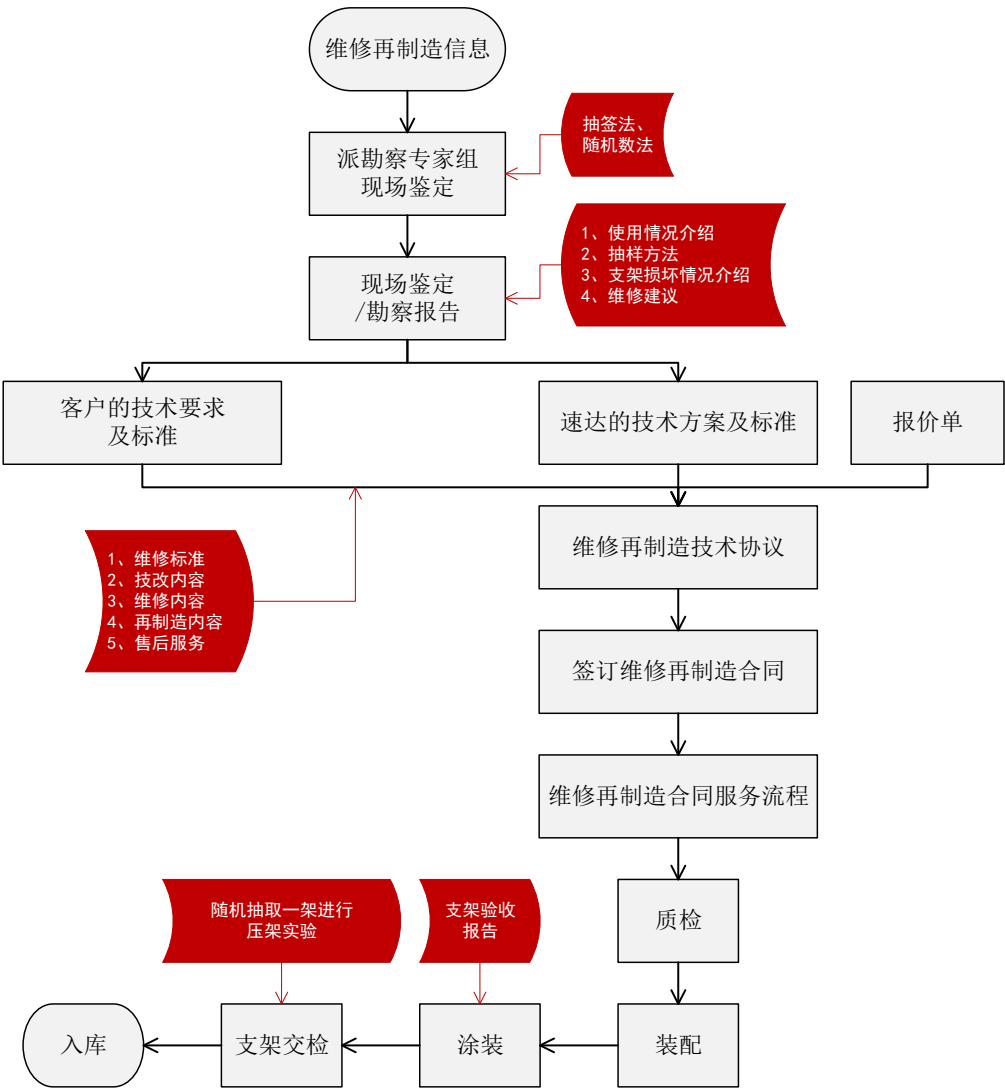 维修再制造信息
抽签法、
随机数法
派勘察专家组
现场鉴定
1、使用情况介绍
2、抽样方法
3、支架损坏情况介绍
4、维修建议
现场鉴定
/勘察报告
客户的技术要求
及标准
速达的技术方案及标准
报价单
维修再制造技术协议
1、维修标准
2、技改内容
3、维修内容
4、再制造内容
5、售后服务
签订维修再制造合同
维修再制造合同服务流程
质检
随机抽取一架进行
压架实验
支架验收
报告
入库
支架交检
涂装
装配